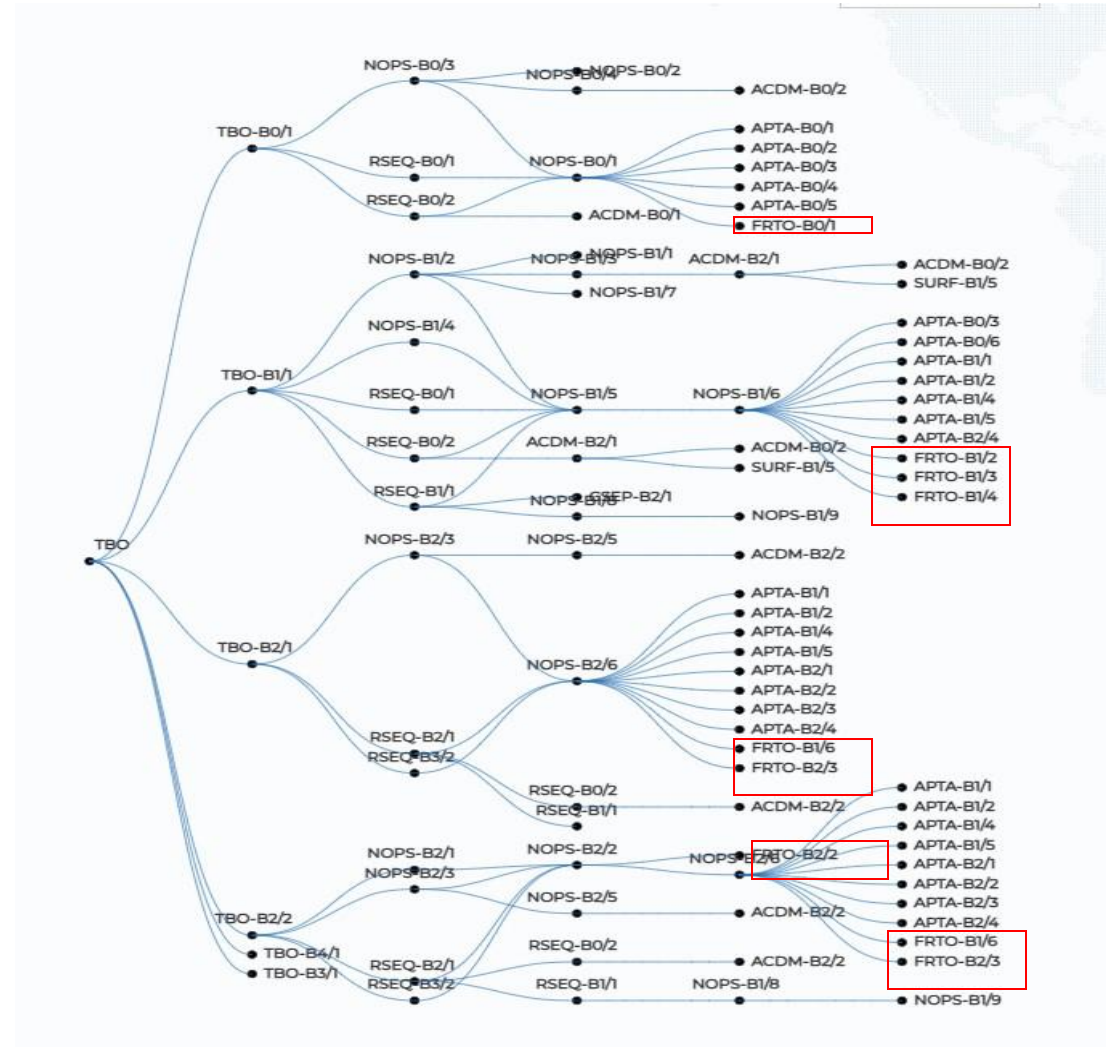 NOPS-B0/3
NOPS-B0/2
NOPS-B0/4
ACDM-B0/2
TBO-B0/1
APTA-B0/1
APTA-B0/2
RSEQ-B0/1
NOPS-B0/1
APTA-B0/3
APTA-B0/4
RSEQ-B0/2
APTA-B0/5
ACDM-B0/1
FRTO-B0/1
NOPS-B1/2
NOPS-B1/1
NOPS-B1/3
ACDM-B2/1
ACDM-B0/2
SURF-B1/5
NOPS-B1/7
NOPS-B1/4
APTA-B0/3
APTA-B0/6
APTA-B1/1
TBO-B1/1
APTA-B1/2
RSEQ-B0/1
NOPS-B1/5
NOPS-B1/6
APTA-B1/4
APTA-B1/5
APTA-B2/4
RSEQ-B0/2
ACDM-B2/1
ACDM-B0/2
FRTO-B1/2
SURF-B1/5
FRTO-B1/3
RSEQ-B1/1
GSEP-B2/1
FRTO-B1/4
NOPS-B1/8
NOPS-B1/9
TBO
NOPS-B2/3
NOPS-B2/5
ACDM-B2/2
APTA-B1/1
APTA-B1/2
APTA-B1/4
TBO-B2/1
APTA-B1/5
NOPS-B2/6
APTA-B2/1
APTA-B2/2
APTA-B2/3
APTA-B2/4
RSEQ-B2/1
FRTO-B1/6
RSEQ-B3/2
FRTO-B2/3
RSEQ-B0/2
APTA-B1/1
ACDM-B2/2
APTA-B1/2
RSEQ-B1/1
APTA-B1/4
NOPS-B2/1
NOPS-B2/2
FRTO-B2/2
APTA-B1/5
NOPS-B2/6
APTA-B2/1
NOPS-B2/3
APTA-B2/2
NOPS-B2/5
APTA-B2/3
ACDM-B2/2
TBO-B2/2
APTA-B2/4
RSEQ-B0/2
FRTO-B1/6
TBO-B4/1
RSEQ-B2/1
ACDM-B2/2
FRTO-B2/3
TBO-B3/1
RSEQ-B3/2
RSEQ-B1/1
NOPS-B1/8
NOPS-B1/9